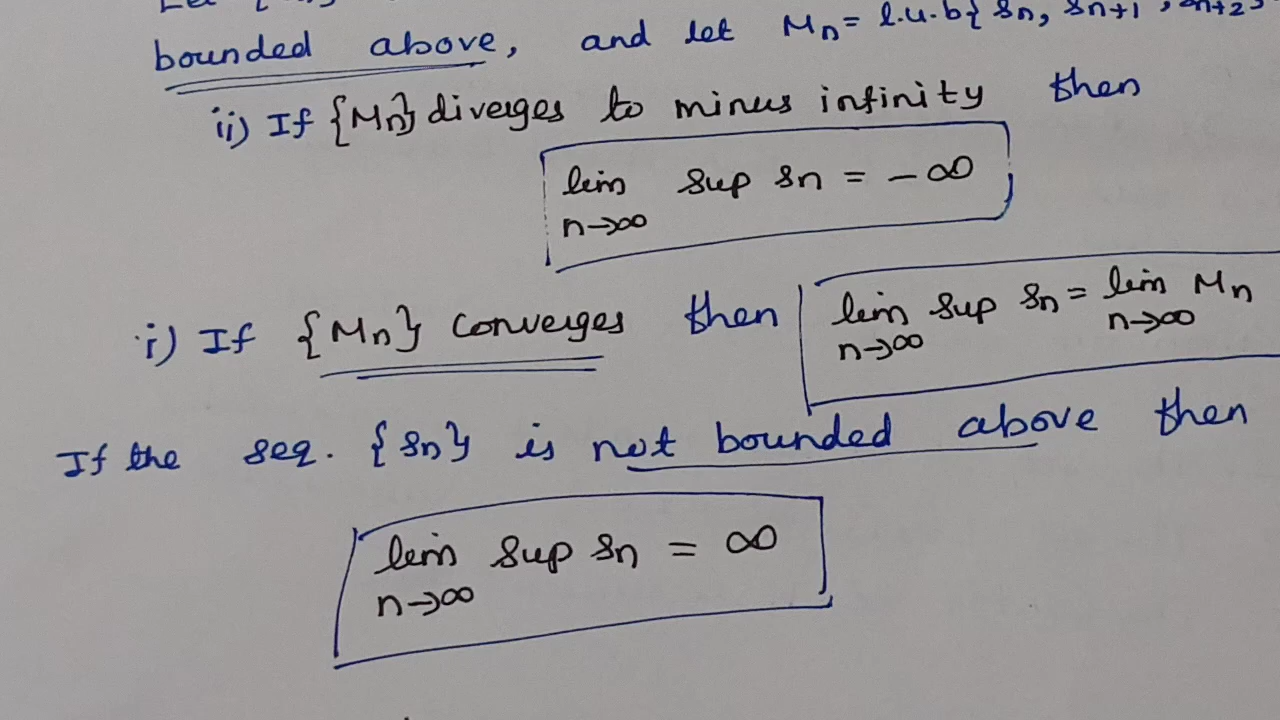 bounded above, and let Mn = l.u.b{ Sn, Sn+1, Sn+2,
ii) If {Mn} diverges to minus infinity then
lim sup Sn = -∞
n→∞
i) If {Mn} converges then lim sup Sn = lim Mn
n→∞ n→∞
If the seq. {Sn} is not bounded above then
lim sup Sn = ∞
n→∞